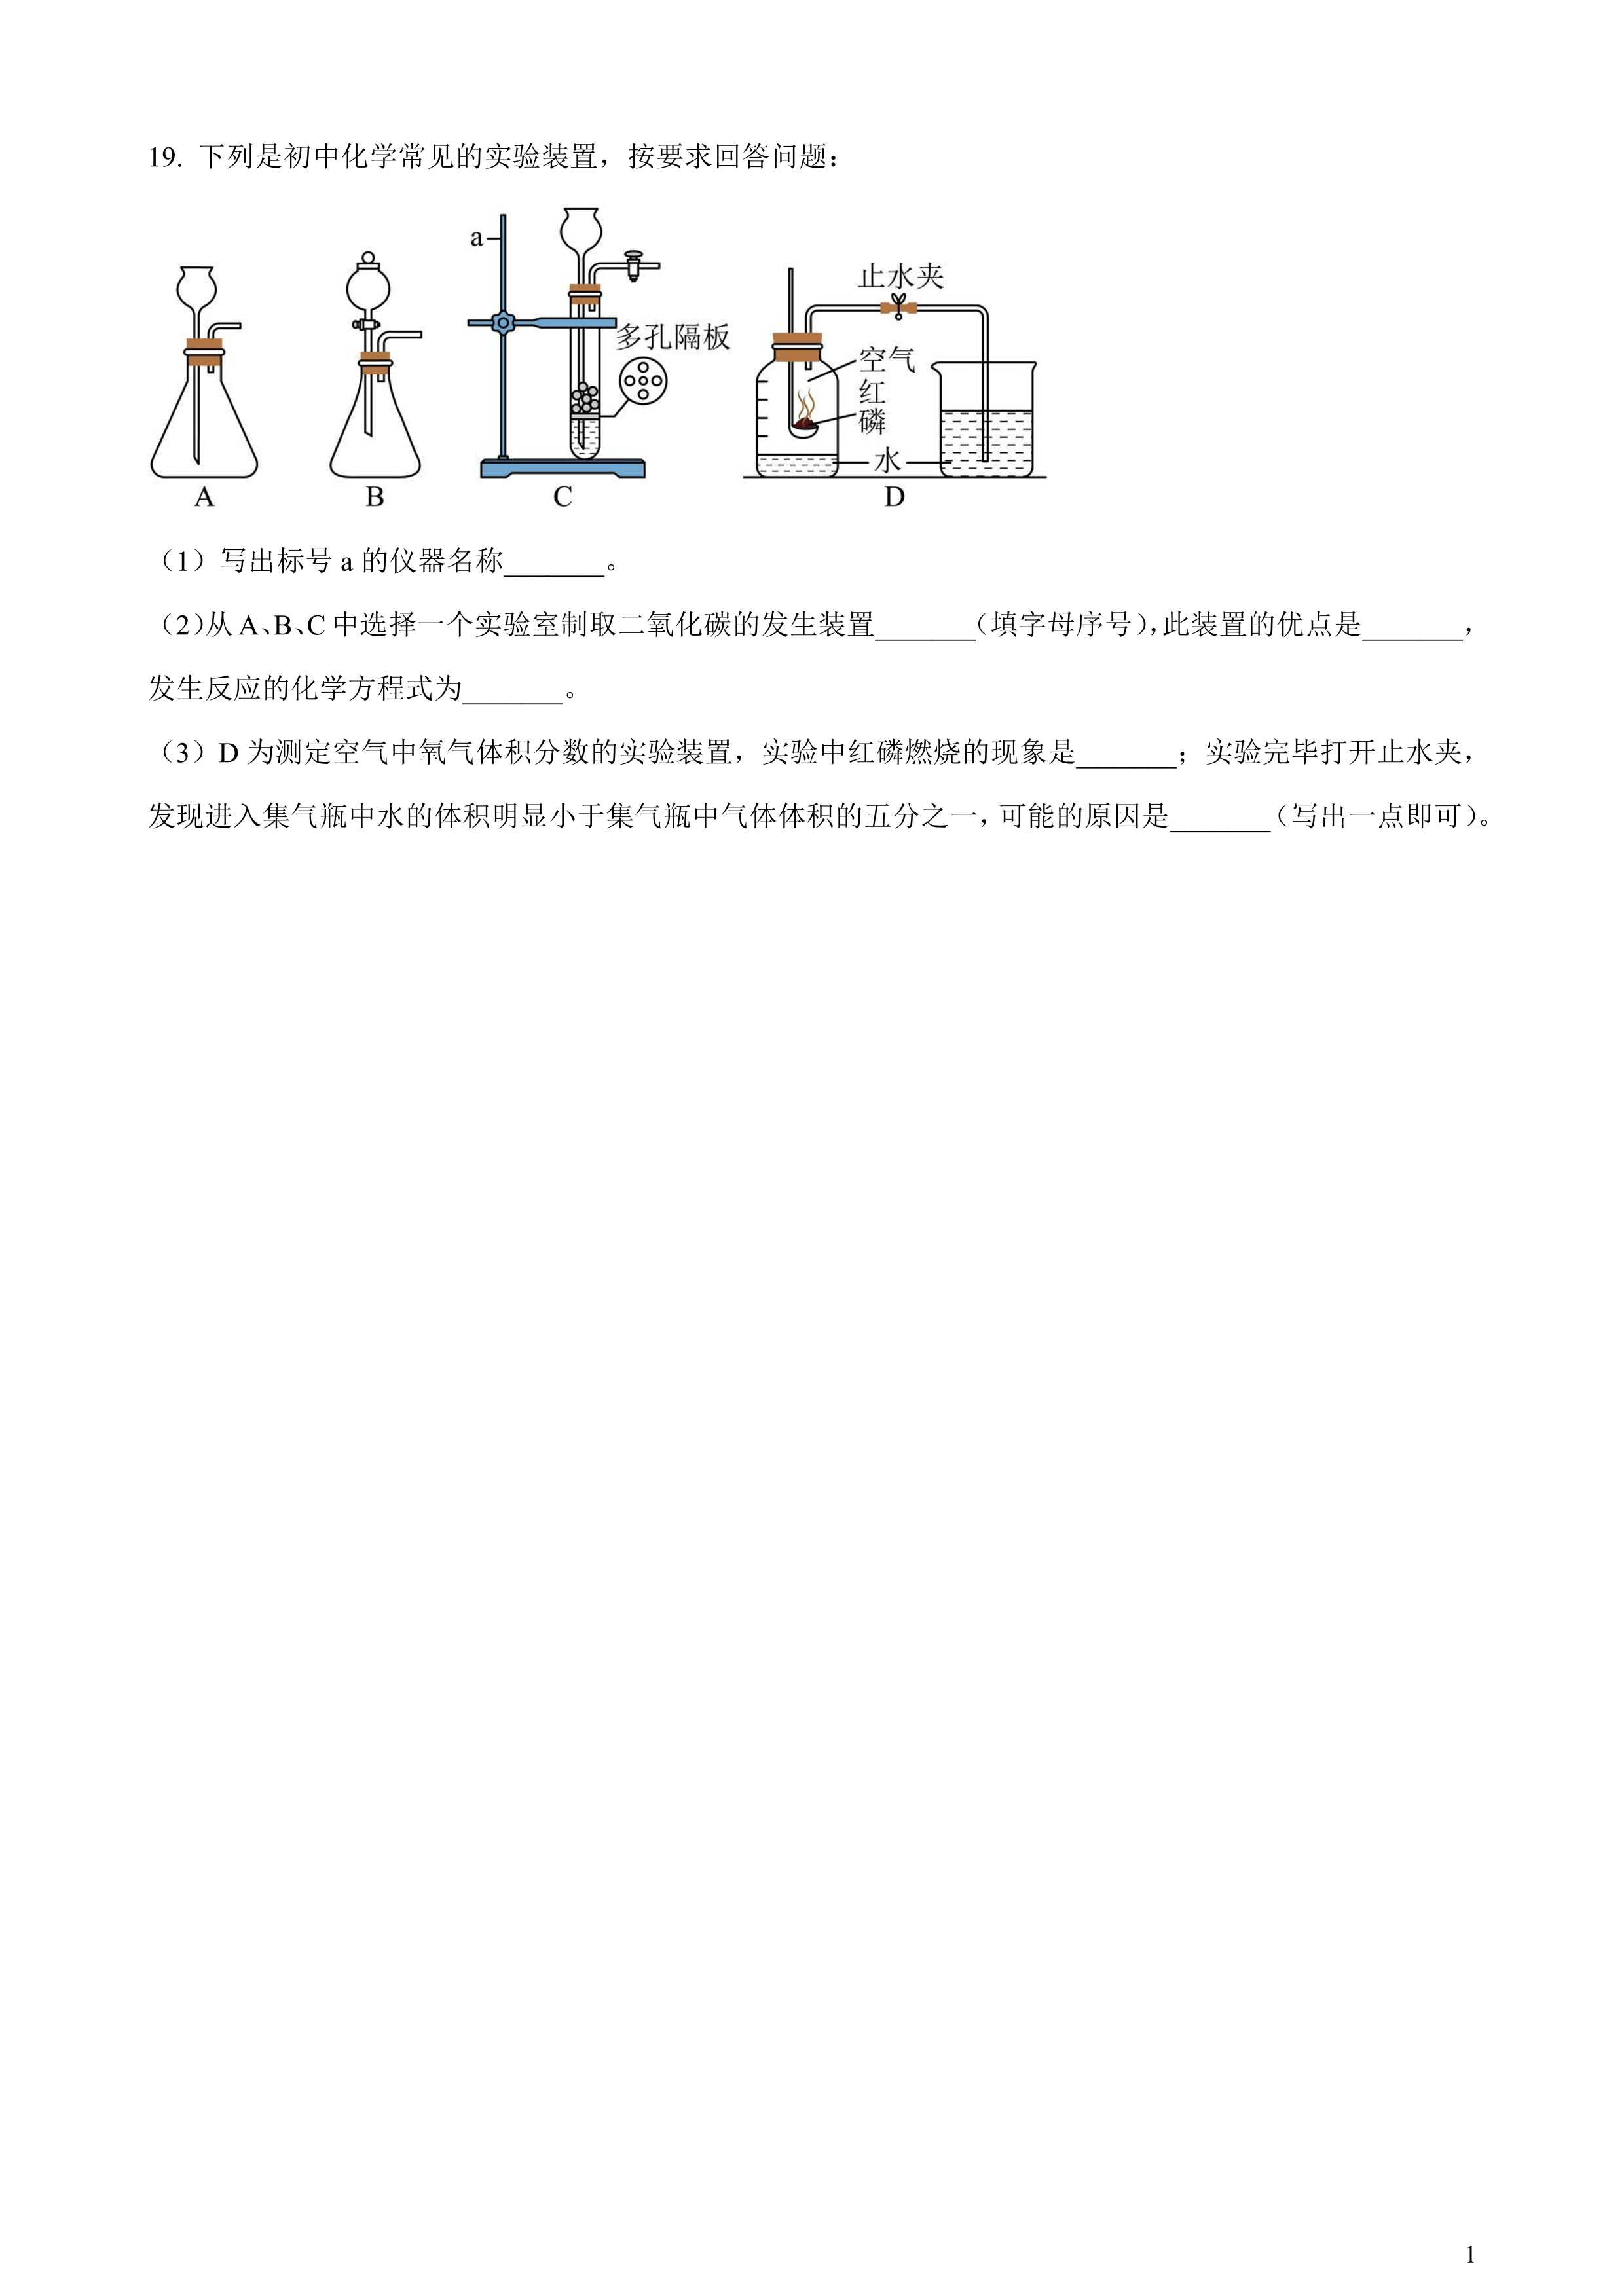 19. 下列是初中化学常见的实验装置，按要求回答问题：
a
止水夹
多孔隔板
空气
红
磷
水
A
B
C
D
（1）写出标号 a 的仪器名称_______。
（2）从 A、B、C 中选择一个实验室制取二氧化碳的发生装置_______（填字母序号），此装置的优点是_______，
发生反应的化学方程式为_______。
（3）D 为测定空气中氧气体积分数的实验装置，实验中红磷燃烧的现象是_______；实验完毕打开止水夹，
发现进入集气瓶中水的体积明显小于集气瓶中气体体积的五分之一，可能的原因是_______（写出一点即可）。
1